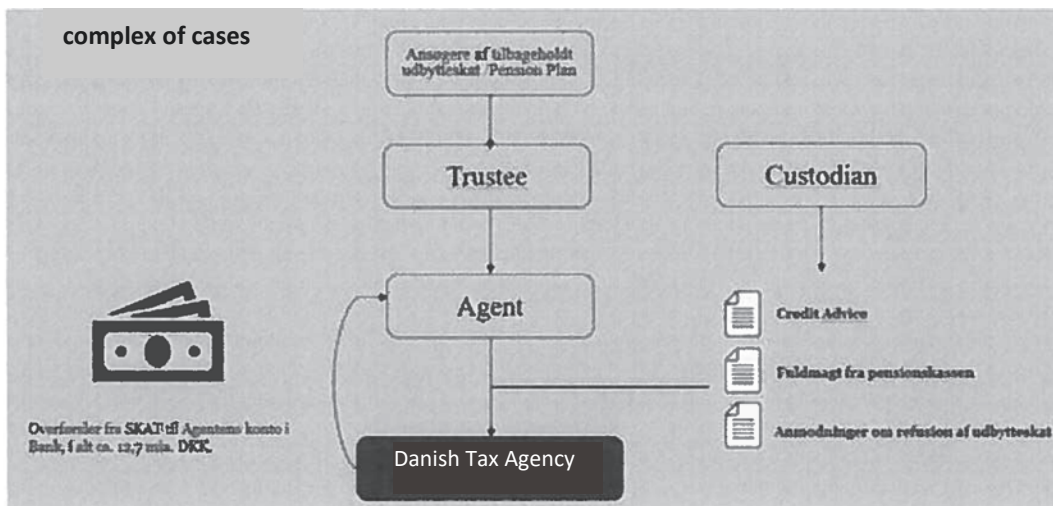 complex of cases
Ansøgere af tilbageholdt
udbytteskat /Pension Plan
Trustee
Custodian
Agent
Credit Advice
Fuldmagt fra pensionskassen
Anmodninger om refusion af udbytteskat
Overførsler fra SKAT til Agentens konto i
Bank, i alt ca. 12,7 mia. DKK.
Danish Tax Agency